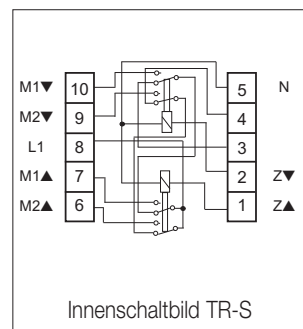 M1▼ 10 5 N
M2▼ 9 4
L1 8 3
M1▲ 7 2 Z▼
M2▲ 6 1 Z▲
Innenschaltbild TR-S